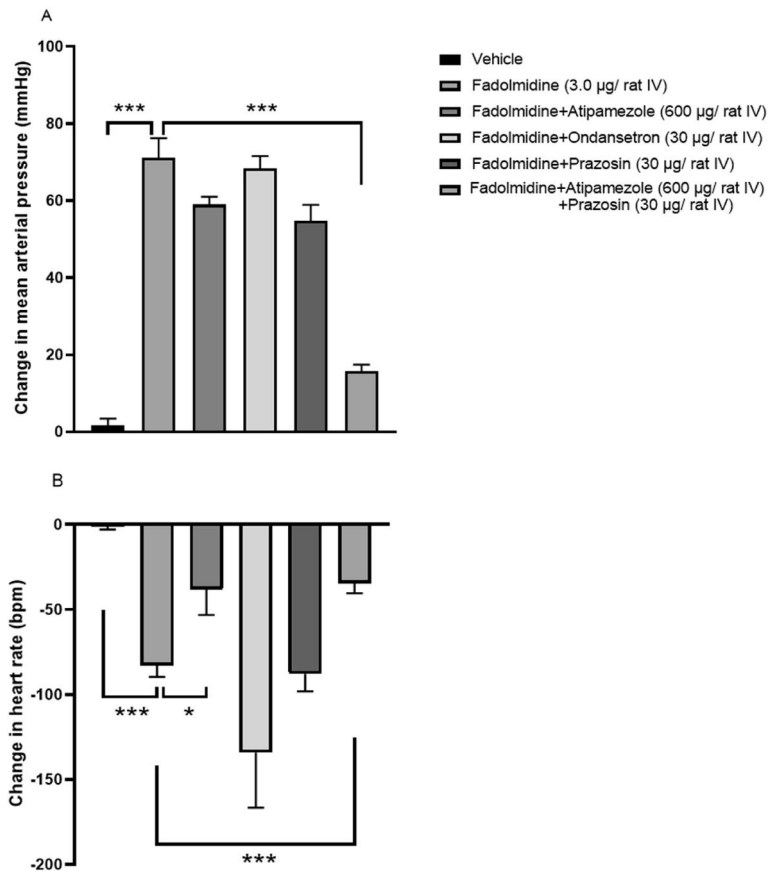 A
Change in mean arterial pressure (mmHg)
100
80
60
40
20
0
***
***
Vehicle
Fadolmidine (3.0 µg/ rat IV)
Fadolmidine+Atipamezole (600 µg/ rat IV)
Fadolmidine+Ondansetron (30 µg/ rat IV)
Fadolmidine+Prazosin (30 µg/ rat IV)
Fadolmidine+Atipamezole (600 µg/ rat IV)
+Prazosin (30 µg/ rat IV)
B
Change in heart rate (bpm)
0
-50
-100
-150
-200
***
*
***